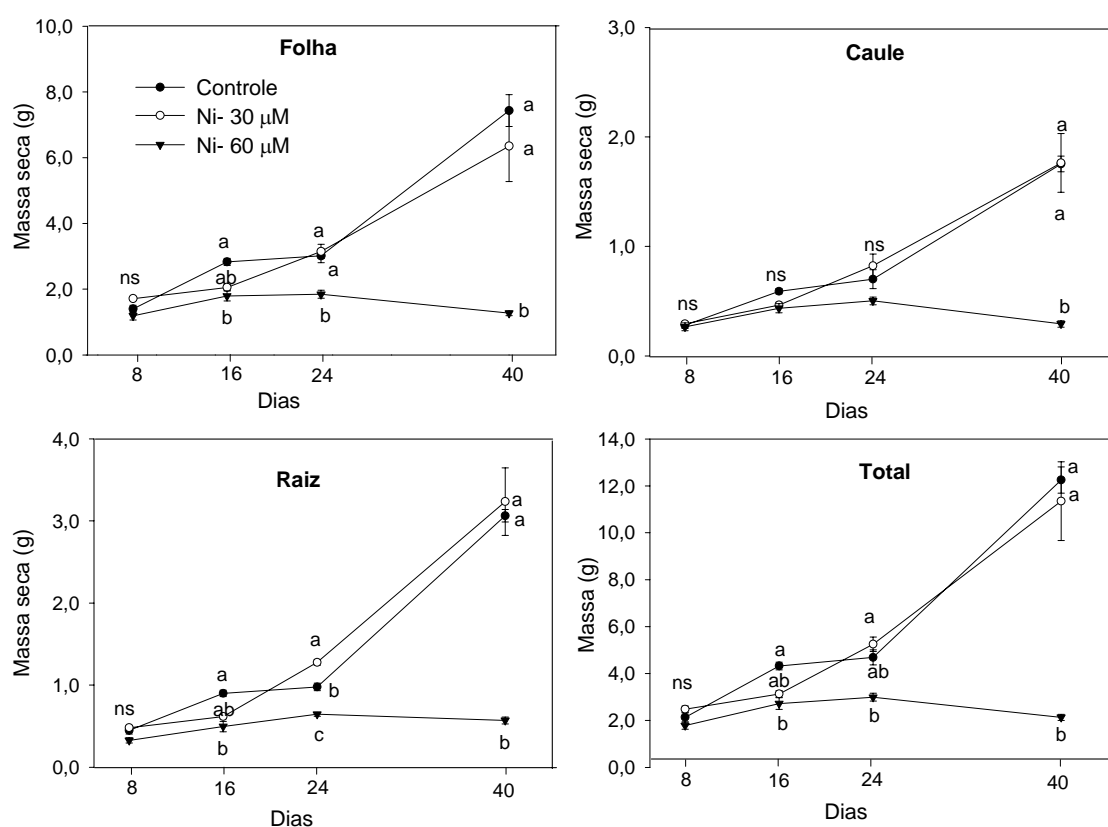 Folha
Controle
Ni- 30 μM
Ni- 60 μM
Massa seca (g)
10,0
8,0
6,0
4,0
2,0
0,0
ns
a
ab
b
a
a
b
a
a
b
8 16 24 40
Dias
Caule
Massa seca (g)
3,0
2,0
1,0
0,0
ns
ns
ns
a
a
b
8 16 24 40
Dias
Raiz
Massa seca (g)
4,0
3,0
2,0
1,0
0,0
ns
a
ab
b
a
b
c
a
a
b
8 16 24 40
Dias
Total
Massa (g)
14,0
12,0
10,0
8,0
6,0
4,0
2,0
0,0
ns
a
ab
b
a
ab
b
a
a
b
8 16 24 40
Dias